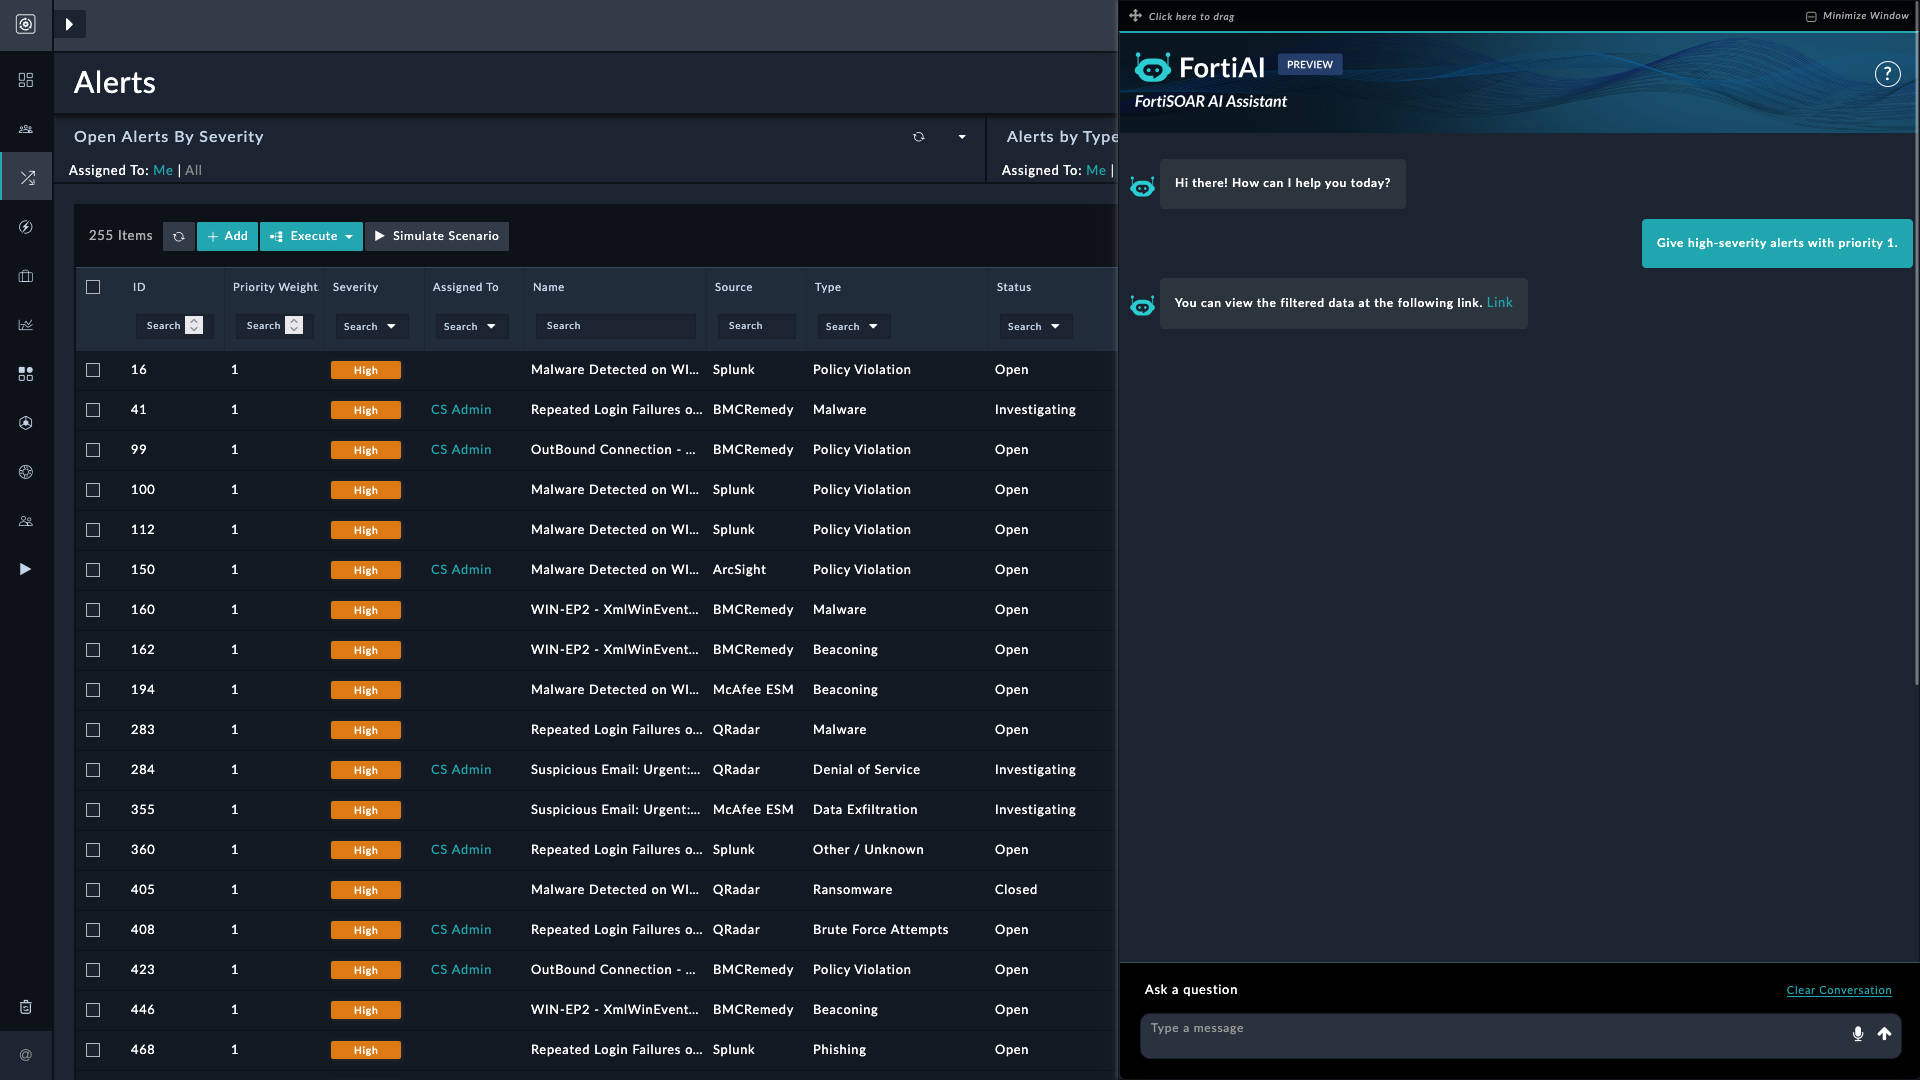 Click here to drag
Minimize Window
FortiAI PREVIEW
FortiSOAR AI Assistant
?
Hi there! How can I help you today?
Give high-severity alerts with priority 1.
You can view the filtered data at the following link. Link
Ask a question
Clear Conversation
Type a message
Alerts
Open Alerts By Severity
Assigned To: Me | All
Alerts by Type
Assigned To: Me |
255 Items Add Execute Simulate Scenario
ID Priority Weight Severity Assigned To Name Source Type Status
Search Search Search Search Search Search Search Search
16 1 High Malware Detected on WI... Splunk Policy Violation Open
41 1 High CS Admin Repeated Login Failures o... BMCRemedy Malware Investigating
99 1 High CS Admin OutBound Connection - ... BMCRemedy Policy Violation Open
100 1 High Malware Detected on WI... Splunk Policy Violation Open
112 1 High Malware Detected on WI... Splunk Policy Violation Open
150 1 High CS Admin Malware Detected on WI... ArcSight Policy Violation Open
160 1 High WIN-EP2 - XmlWinEvent... BMCRemedy Malware Open
162 1 High WIN-EP2 - XmlWinEvent... BMCRemedy Beaconing Open
194 1 High Malware Detected on WI... McAfee ESM Beaconing Open
283 1 High Repeated Login Failures o... QRadar Malware Open
284 1 High CS Admin Suspicious Email: Urgent:... QRadar Denial of Service Investigating
355 1 High Suspicious Email: Urgent:... McAfee ESM Data Exfiltration Investigating
360 1 High CS Admin Repeated Login Failures o... Splunk Other / Unknown Open
405 1 High Malware Detected on WI... QRadar Ransomware Closed
408 1 High CS Admin Repeated Login Failures o... QRadar Brute Force Attempts Open
423 1 High CS Admin OutBound Connection - ... BMCRemedy Policy Violation Open
446 1 High WIN-EP2 - XmlWinEvent... BMCRemedy Beaconing Open
468 1 High Repeated Login Failures o... Splunk Phishing Open
@